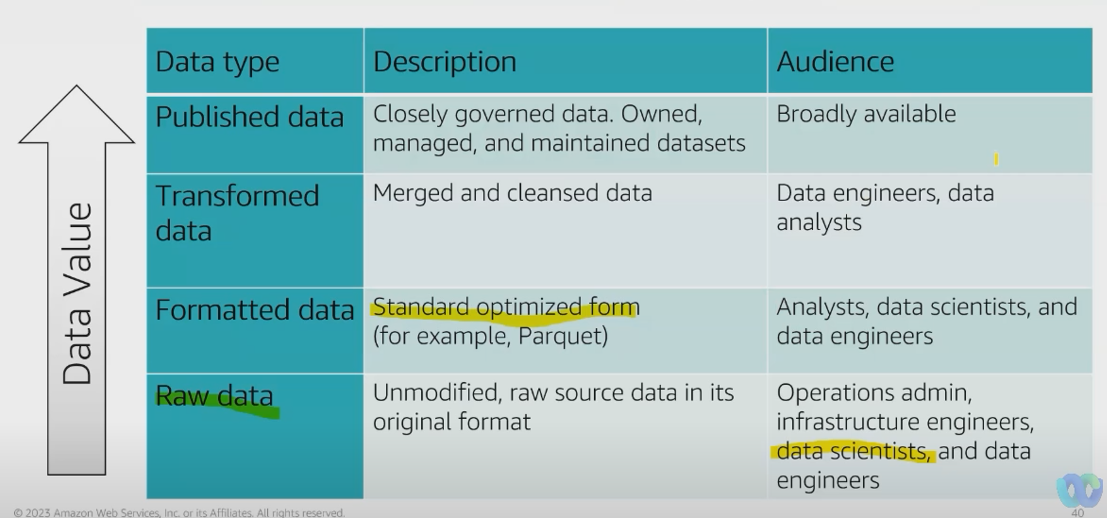 Data type
Description
Audience
Published data
Closely governed data. Owned,
managed, and maintained datasets
Broadly available
Transformed
data
Merged and cleansed data
Data engineers, data
analysts
Formatted data
Standard optimized form
(for example, Parquet)
Analysts, data scientists, and
data engineers
Raw data
Unmodified, raw source data in its
original format
Operations admin,
infrastructure engineers,
data scientists, and data
engineers
Data Value
© 2023 Amazon Web Services, Inc. or its Affiliates. All rights reserved.
40